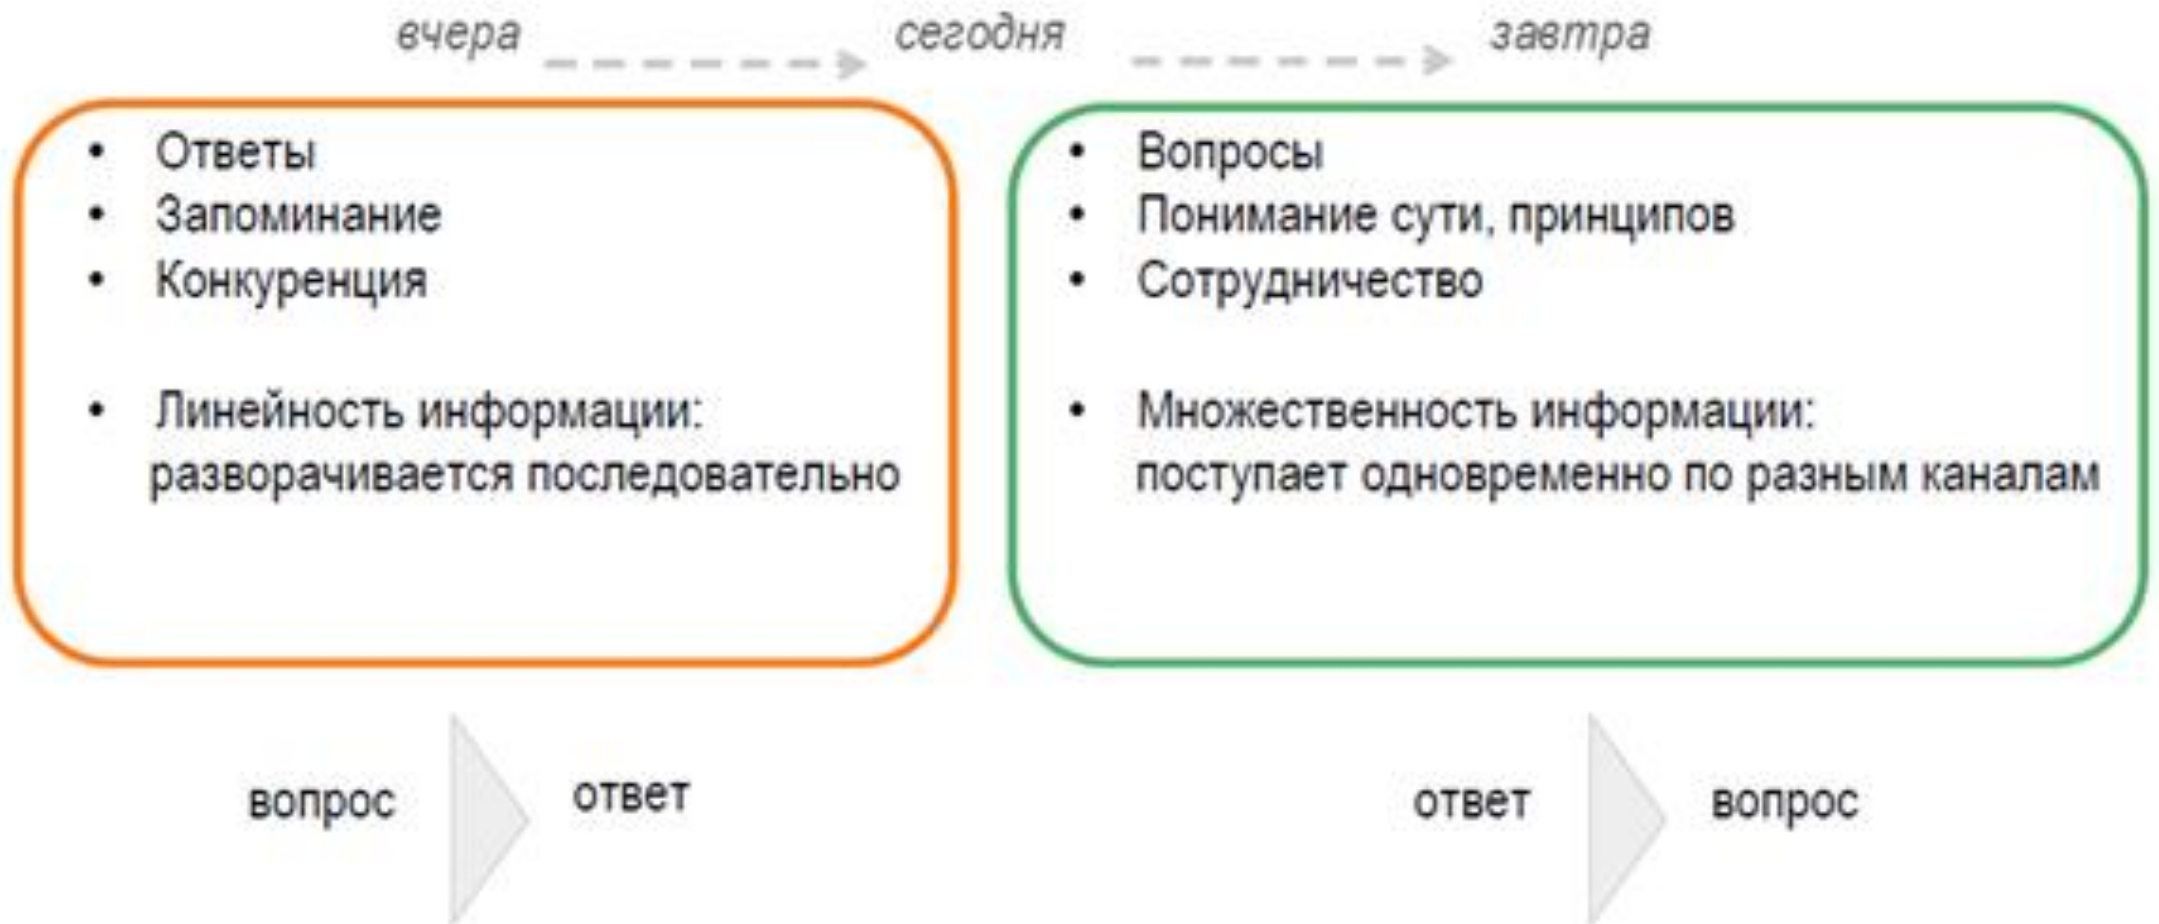 вчера сегодня завтра
• Ответы
• Запоминание
• Конкуренция
• Линейность информации:
разворачивается последовательно
• Вопросы
• Понимание сути, принципов
• Сотрудничество
• Множественность информации:
поступает одновременно по разным каналам
вопрос ответ
ответ вопрос